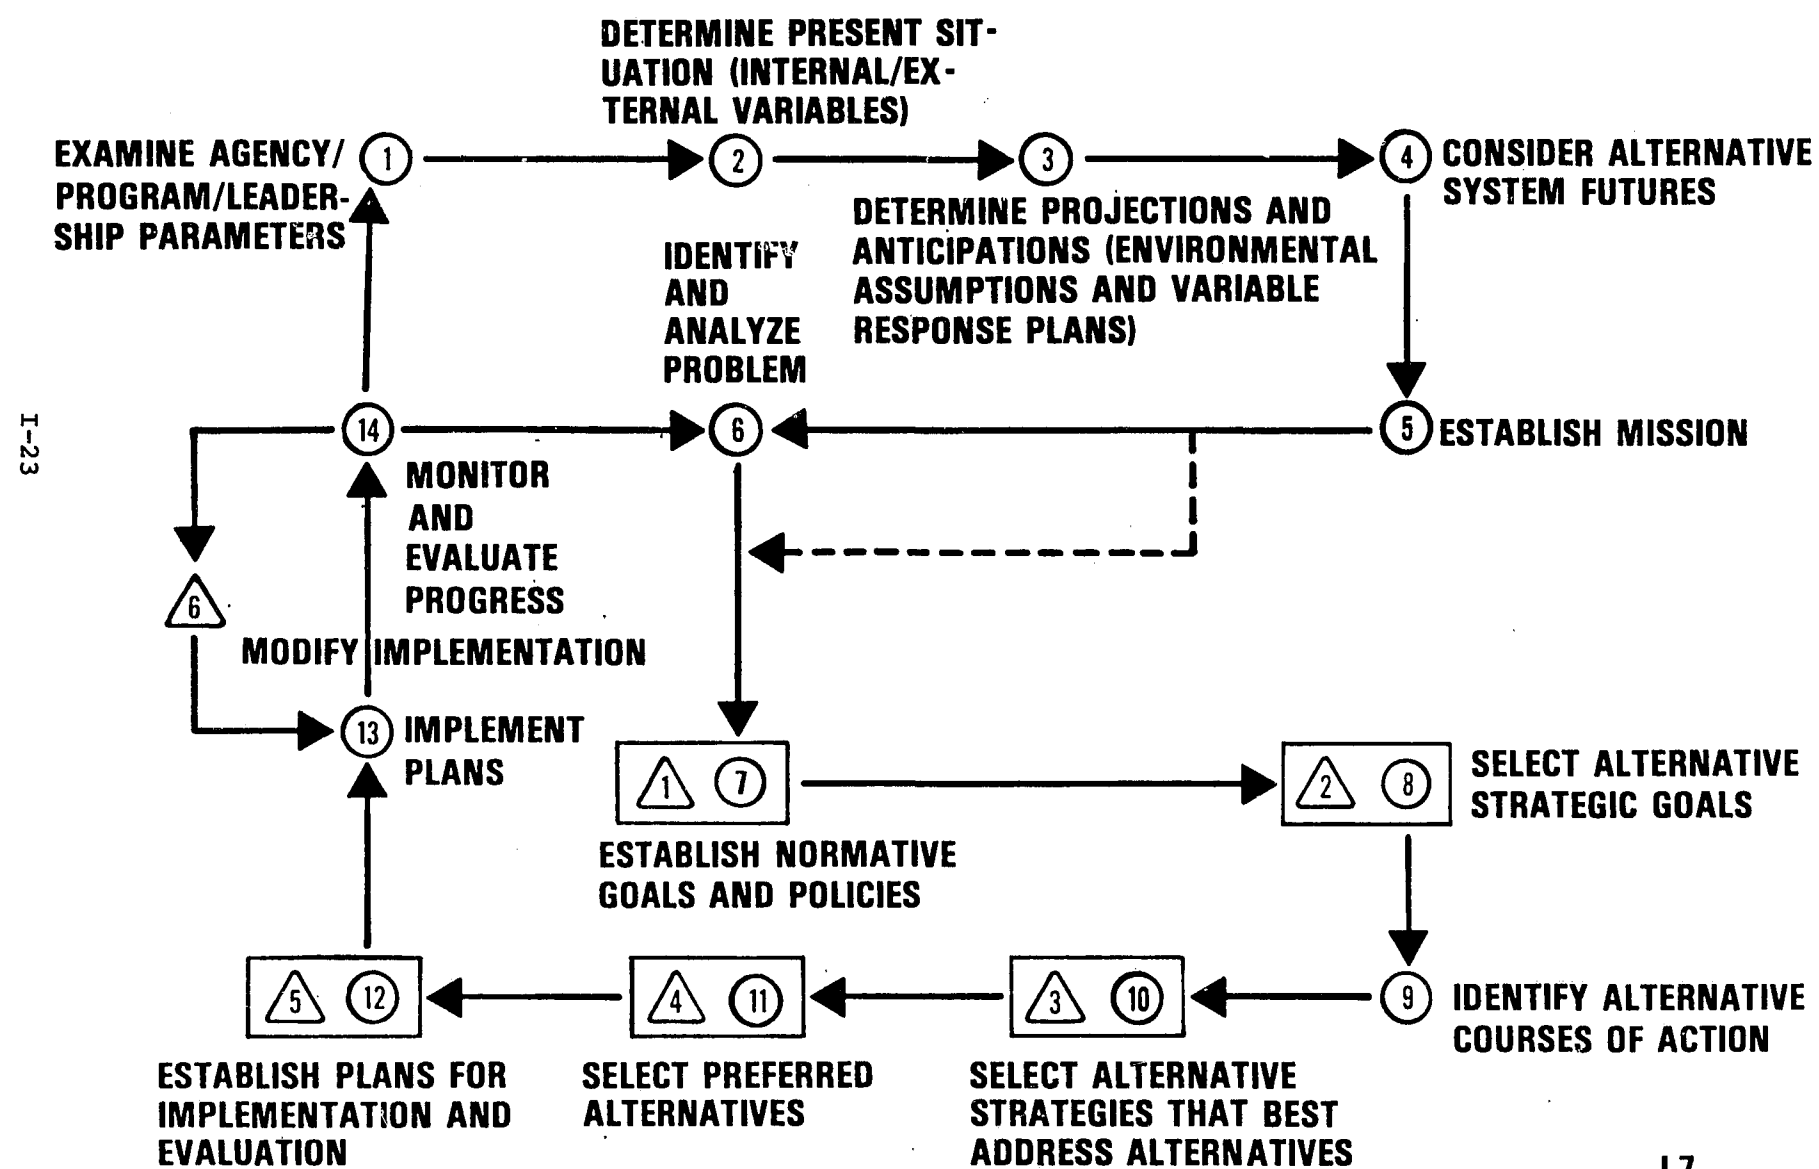 DETERMINE PRESENT SIT-
UATION (INTERNAL/EX-
TERNAL VARIABLES)
EXAMINE AGENCY/
PROGRAM/LEADER-
SHIP PARAMETERS
1
2
3
4
CONSIDER ALTERNATIVE
SYSTEM FUTURES
DETERMINE PROJECTIONS AND
ANTICIPATIONS (ENVIRONMENTAL
ASSUMPTIONS AND VARIABLE
RESPONSE PLANS)
IDENTIFY
AND
ANALYZE
PROBLEM
I-23
14
6
5
ESTABLISH MISSION
MONITOR
AND
EVALUATE
PROGRESS
6
MODIFY IMPLEMENTATION
13
IMPLEMENT
PLANS
1 7
ESTABLISH NORMATIVE
GOALS AND POLICIES
2 8
SELECT ALTERNATIVE
STRATEGIC GOALS
5 12
ESTABLISH PLANS FOR
IMPLEMENTATION AND
EVALUATION
4 11
SELECT PREFERRED
ALTERNATIVES
3 10
SELECT ALTERNATIVE
STRATEGIES THAT BEST
ADDRESS ALTERNATIVES
9
IDENTIFY ALTERNATIVE
COURSES OF ACTION